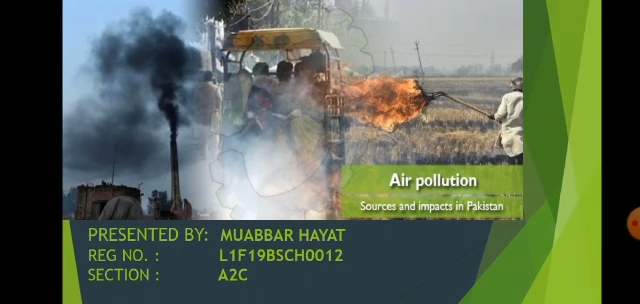 Air pollution
Sources and impacts in Pakistan
PRESENTED BY: MUABBAR HAYAT
REG NO. : L1F19BSCH0012
SECTION : A2C